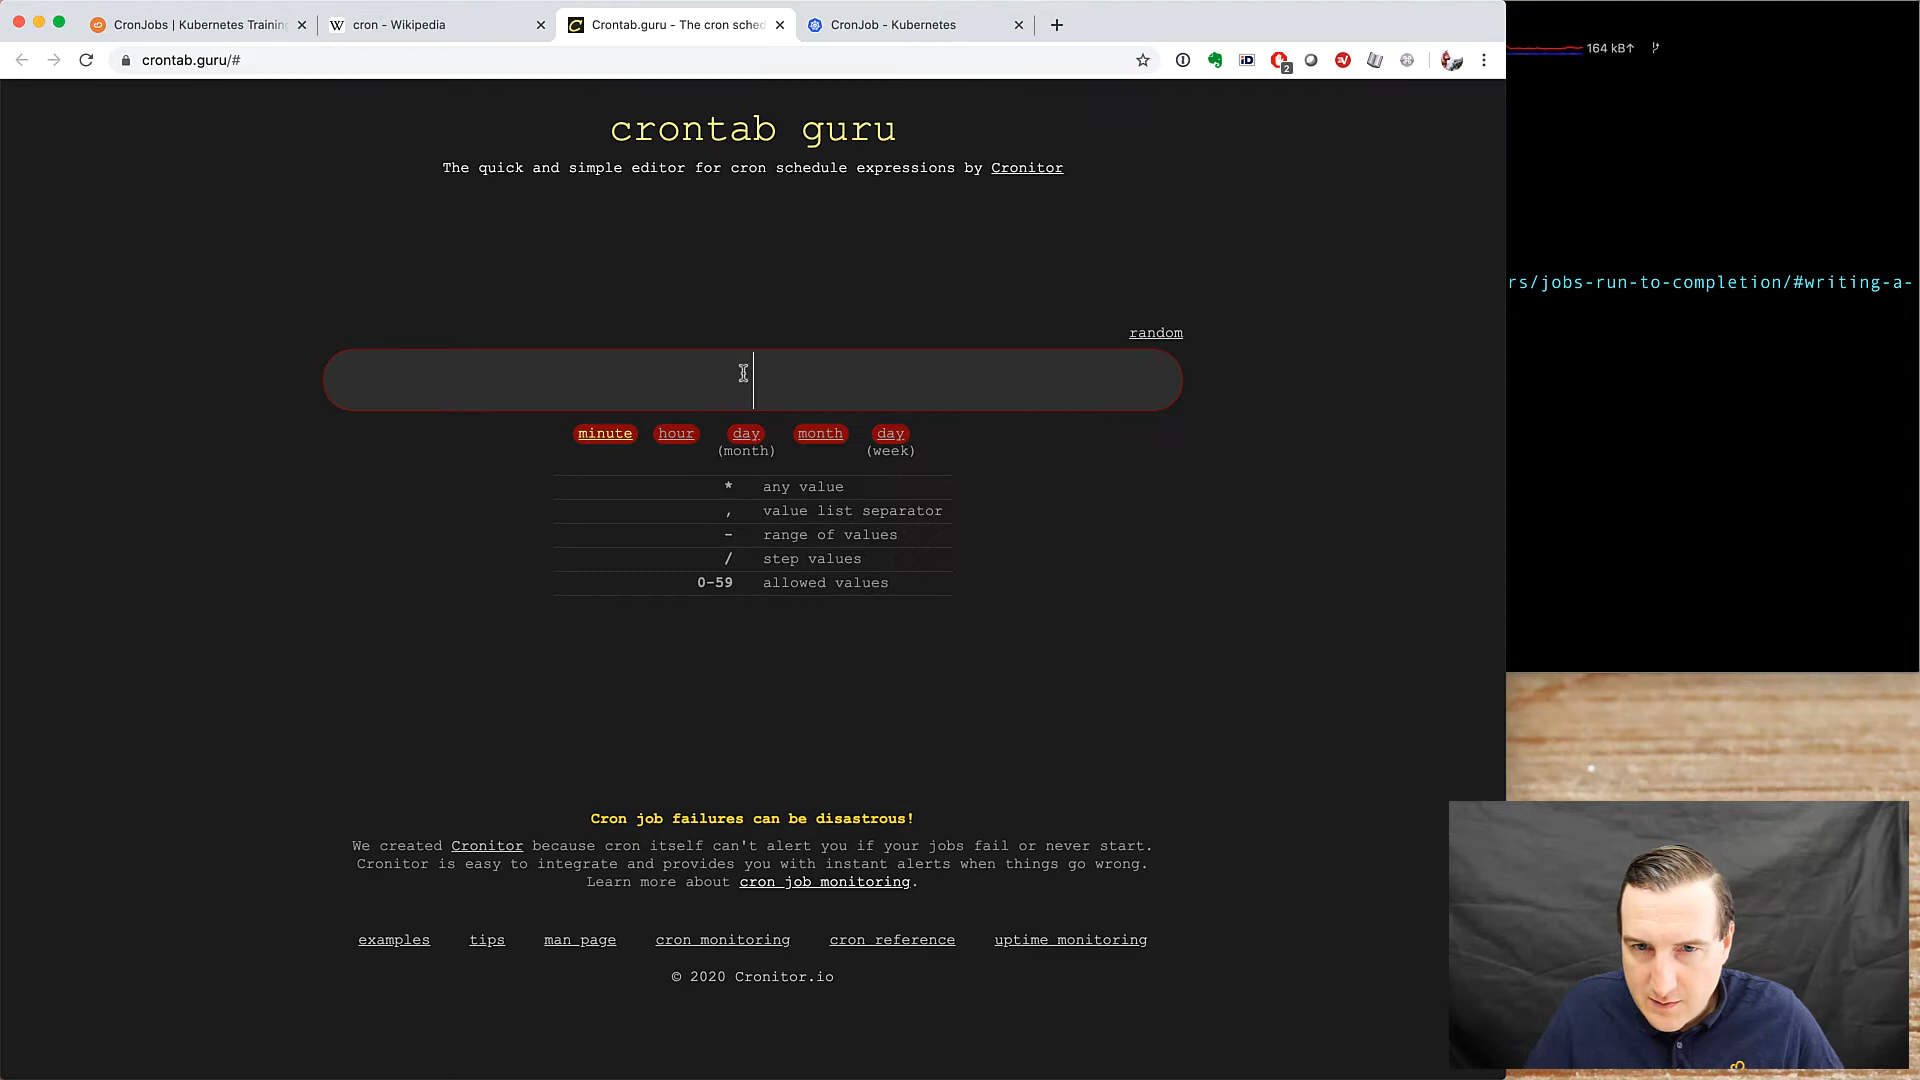 CronJobs | Kubernetes Training
cron - Wikipedia
Crontab.guru - The cron sched
CronJob - Kubernetes
crontab.guru/#
2
164 kB↑
crontab guru
The quick and simple editor for cron schedule expressions by Cronitor
rs/jobs-run-to-completion/#writing-a-
random
minute hour day month day
(month) (week)
* any value
, value list separator
- range of values
/ step values
0-59 allowed values
Cron job failures can be disastrous!
We created Cronitor because cron itself can't alert you if your jobs fail or never start.
Cronitor is easy to integrate and provides you with instant alerts when things go wrong.
Learn more about cron job monitoring.
examples tips man page cron monitoring cron reference uptime monitoring
© 2020 Cronitor.io